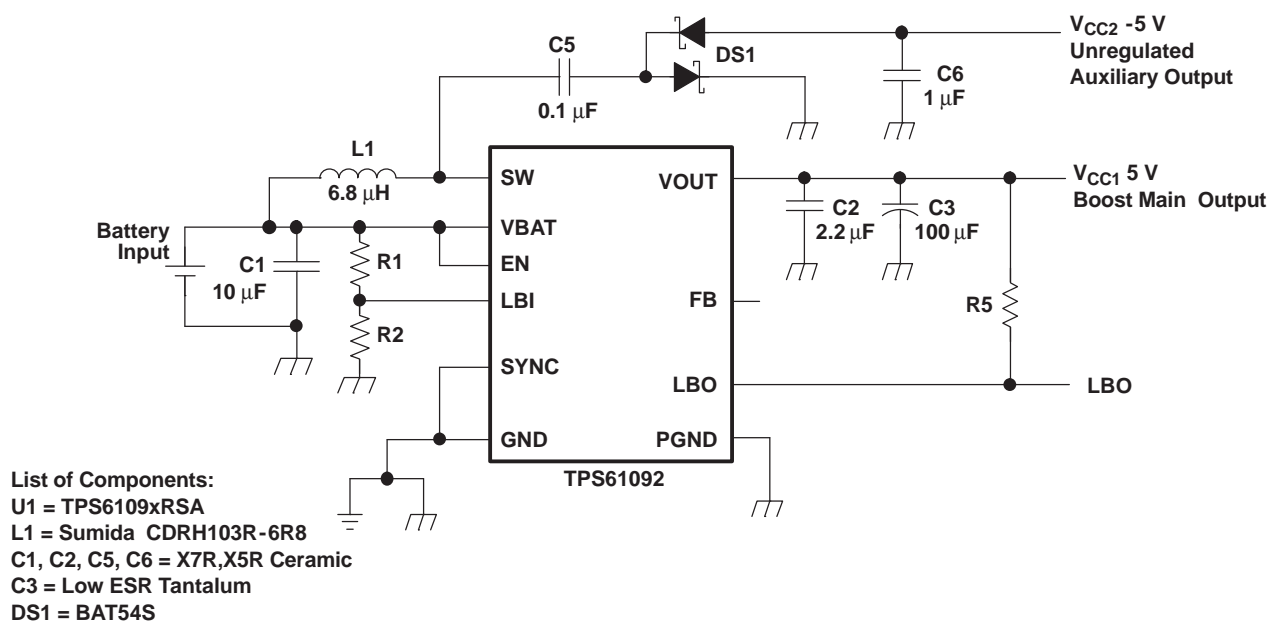 C5
0.1 μF
DS1
C6
1 μF
V_CC2 -5 V
Unregulated
Auxiliary Output
L1
6.8 μH
SW
VOUT
V_CC1 5 V
Boost Main Output
C2
2.2 μF
C3
100 μF
Battery
Input
C1
10 μF
R1
R2
VBAT
EN
LBI
SYNC
GND
FB
LBO
PGND
R5
LBO
TPS61092
List of Components:
U1 = TPS6109xRSA
L1 = Sumida CDRH103R-6R8
C1, C2, C5, C6 = X7R,X5R Ceramic
C3 = Low ESR Tantalum
DS1 = BAT54S